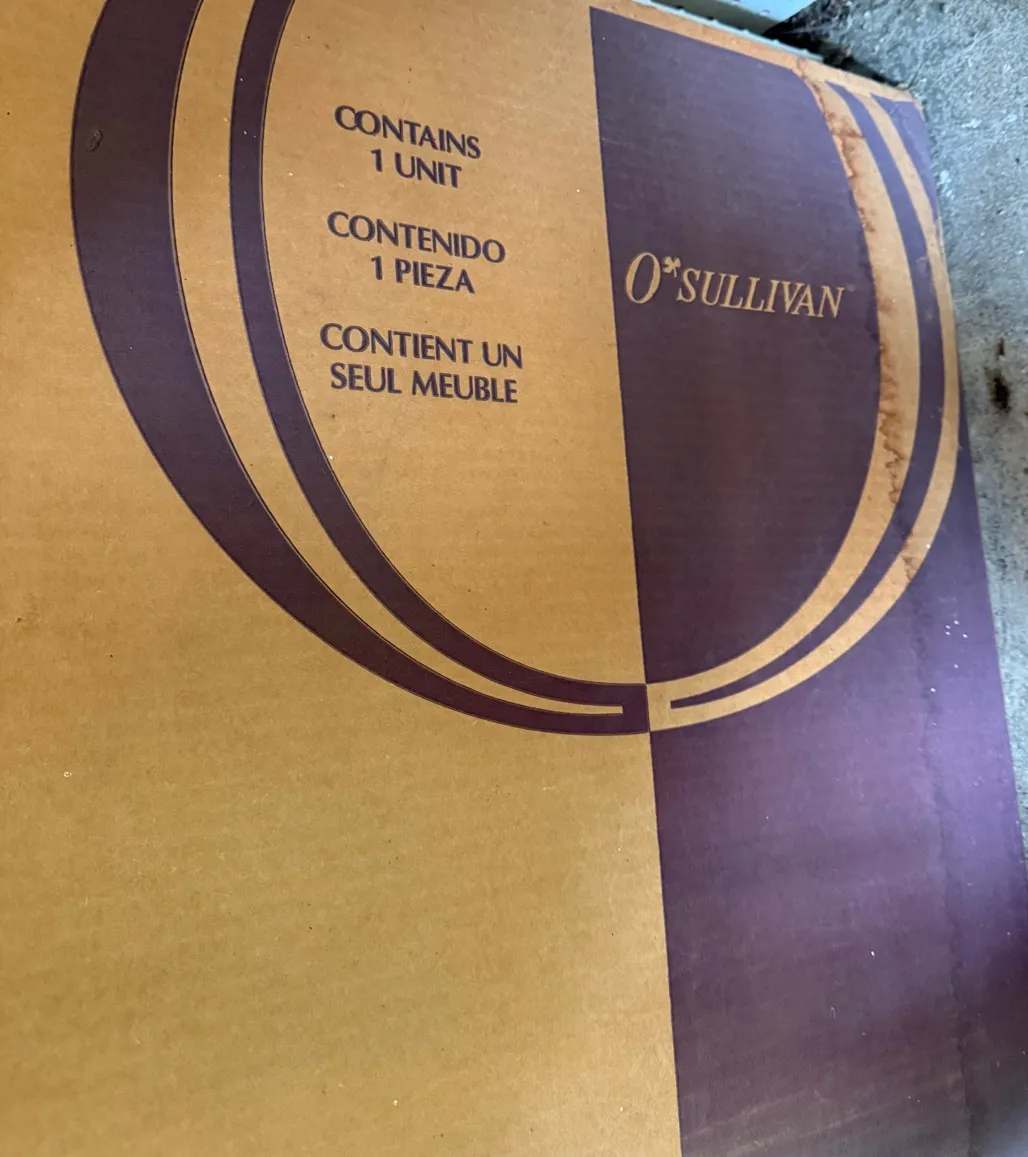 CONTAINS
1 UNIT
CONTENIDO
1 PIEZA
CONTIENT UN
SEUL MEUBLE
O'SULLIVAN